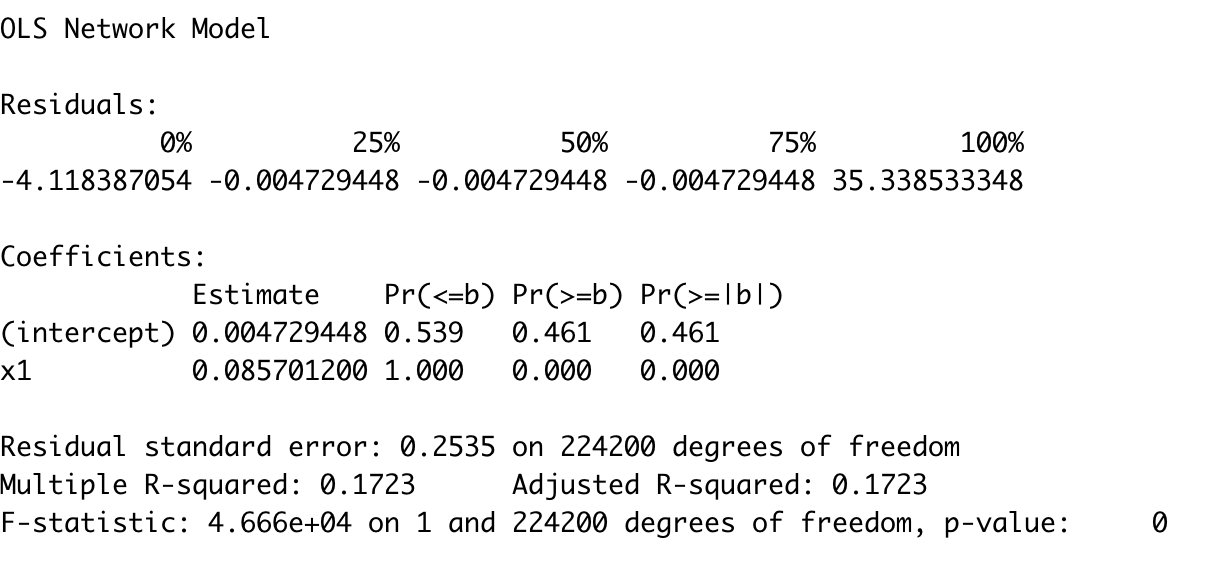 OLS Network Model
Residuals:
0% 25% 50% 75% 100%
-4.118387054 -0.004729448 -0.004729448 -0.004729448 35.338533348
Coefficients:
Estimate Pr(<=b) Pr(>=b) Pr(>=|b|)
(intercept) 0.004729448 0.539 0.461 0.461
x1 0.085701200 1.000 0.000 0.000
Residual standard error: 0.2535 on 224200 degrees of freedom
Multiple R-squared: 0.1723 Adjusted R-squared: 0.1723
F-statistic: 4.666e+04 on 1 and 224200 degrees of freedom, p-value: 0